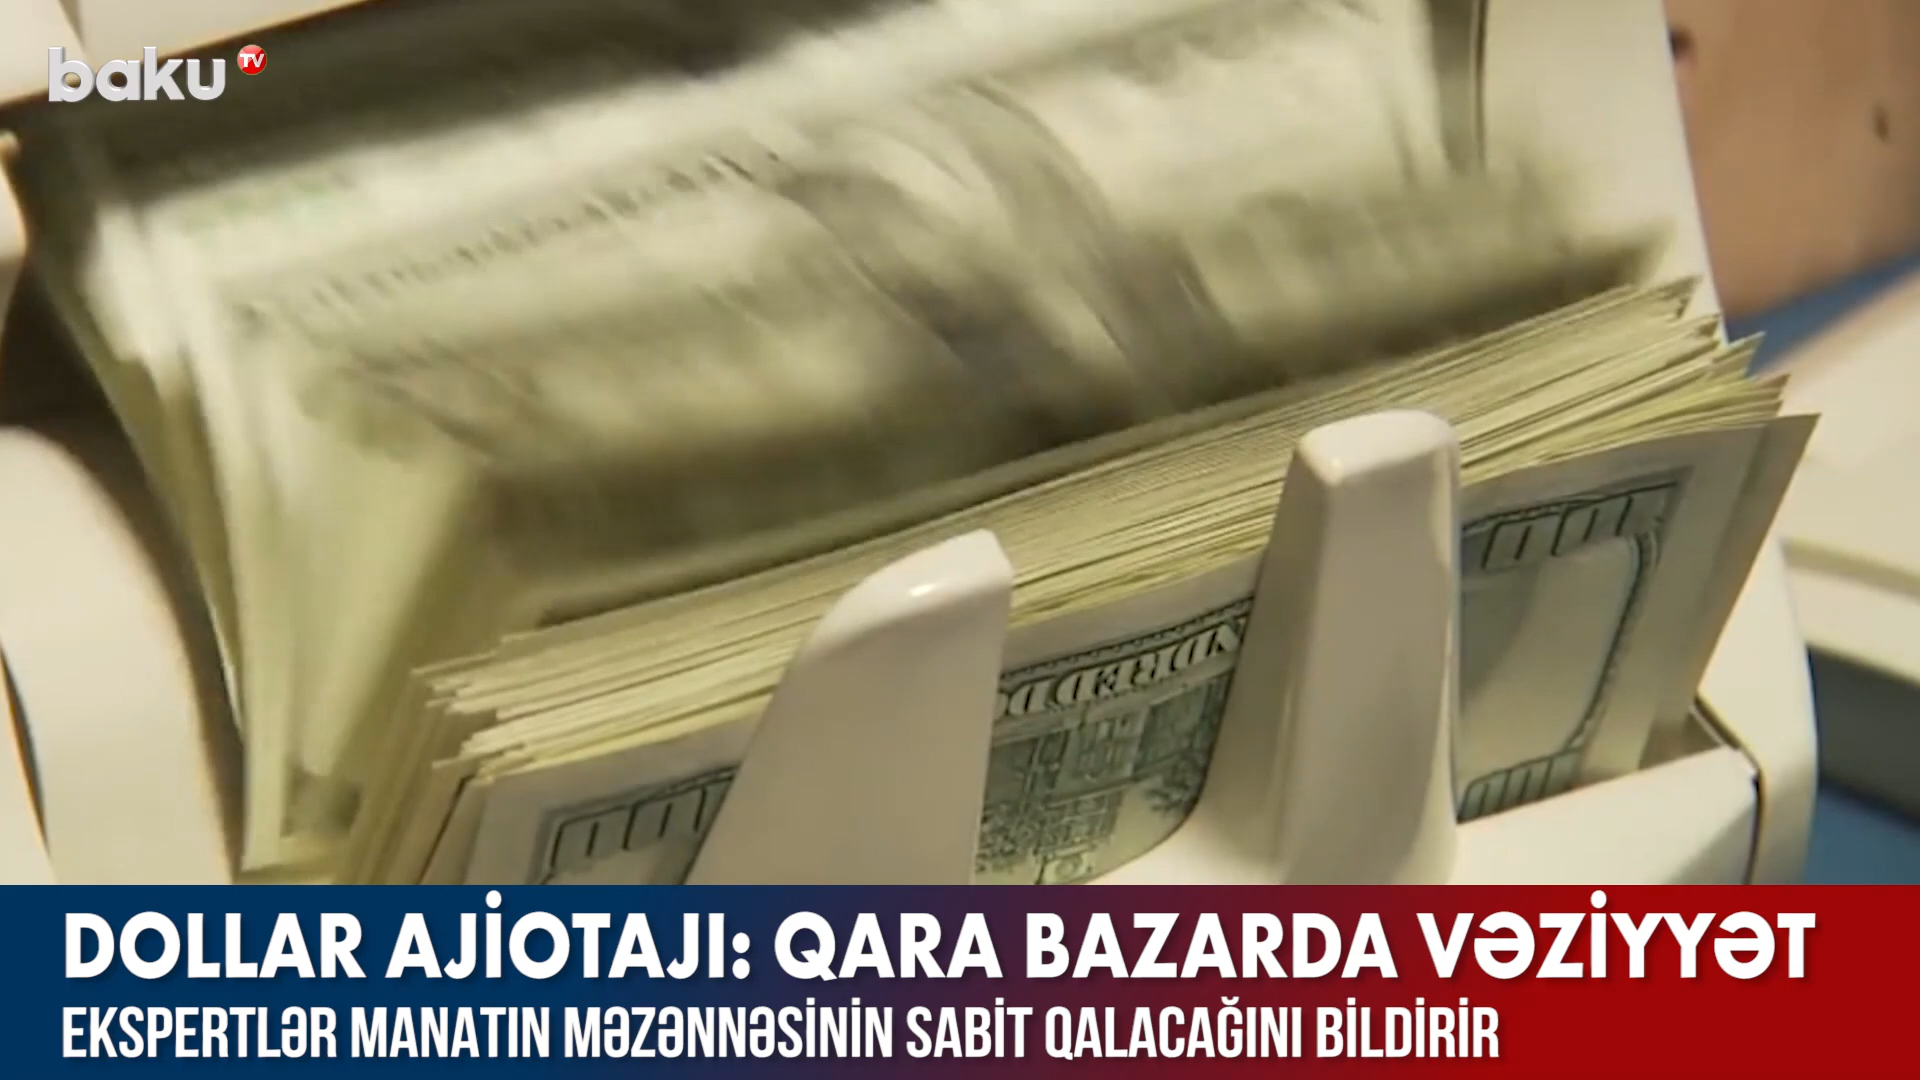 baku TV
DOLLAR AJİOTAJI: QARA BAZARDA VƏZİYYƏT
EKSPERTLƏR MANATIN MƏZƏNNƏSİNİN SABİT QALACAĞINI BİLDİRİR